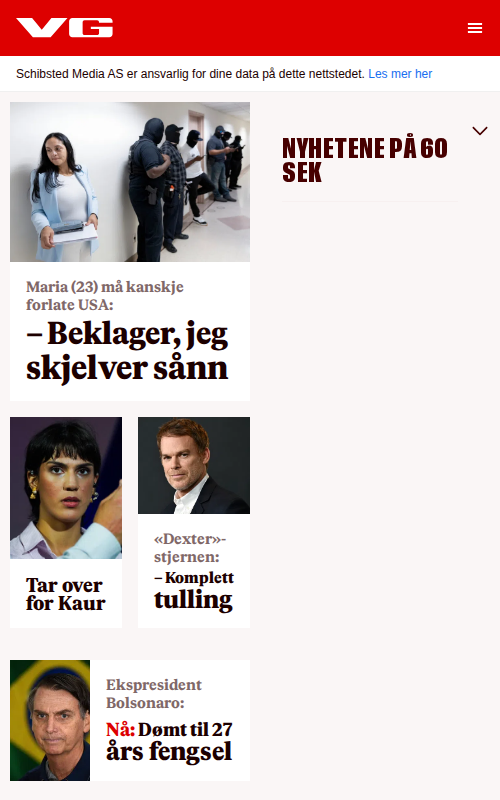 VG
Schibsted Media AS er ansvarlig for dine data på dette nettstedet. Les mer her
Maria (23) må kanskje
forlate USA:
– Beklager, jeg
skjelver sånn
NYHETENE PÅ 60
SEK
Tar over
for Kaur
«Dexter»-
stjernen:
– Komplett
tulling
Ekspresident
Bolsonaro:
Nå: Dømt til 27
års fengsel